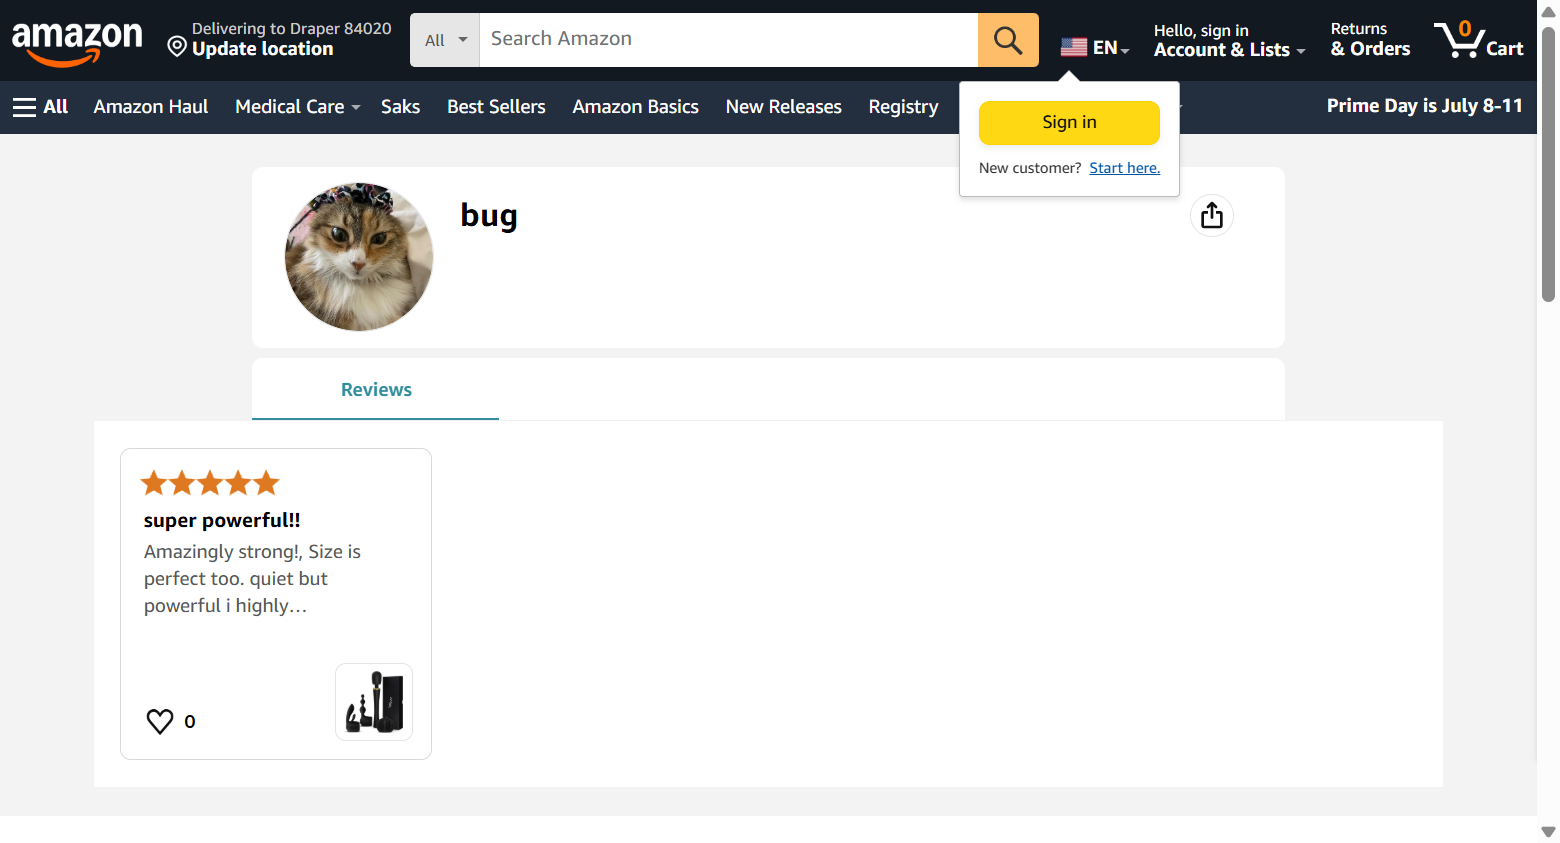 amazon
Delivering to Draper 84020
Update location
All
Search Amazon
EN
Hello, sign in
Account & Lists
Returns
& Orders
0
Cart
All
Amazon Haul
Medical Care
Saks
Best Sellers
Amazon Basics
New Releases
Registry
Prime Day is July 8-11
Sign in
New customer? Start here.
bug
Reviews
super powerful!!
Amazingly strong!, Size is
perfect too. quiet but
powerful i highly…
0